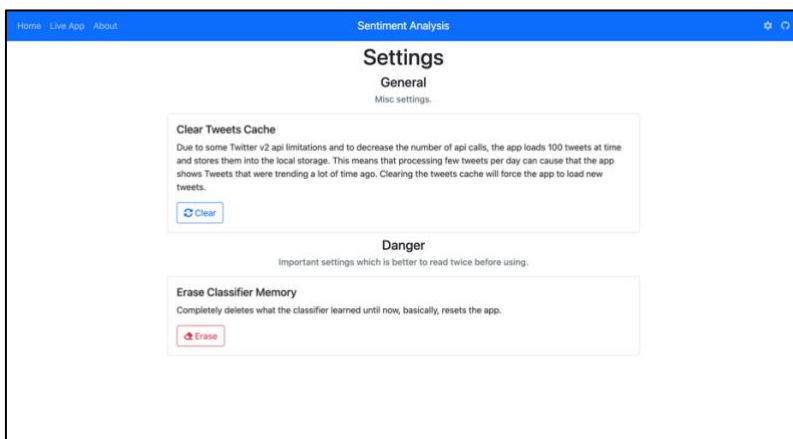 Home Live App About Sentiment Analysis
Settings
General
Misc settings.
Clear Tweets Cache
Due to some Twitter v2 api limitations and to decrease the number of api calls, the app loads 100 tweets at time
and stores them into the local storage. This means that processing few tweets per day can cause that the app
shows Tweets that were trending a lot of time ago. Clearing the tweets cache will force the app to load new
tweets.
Clear
Danger
Important settings which is better to read twice before using.
Erase Classifier Memory
Completely deletes what the classifier learned until now, basically, resets the app.
Erase